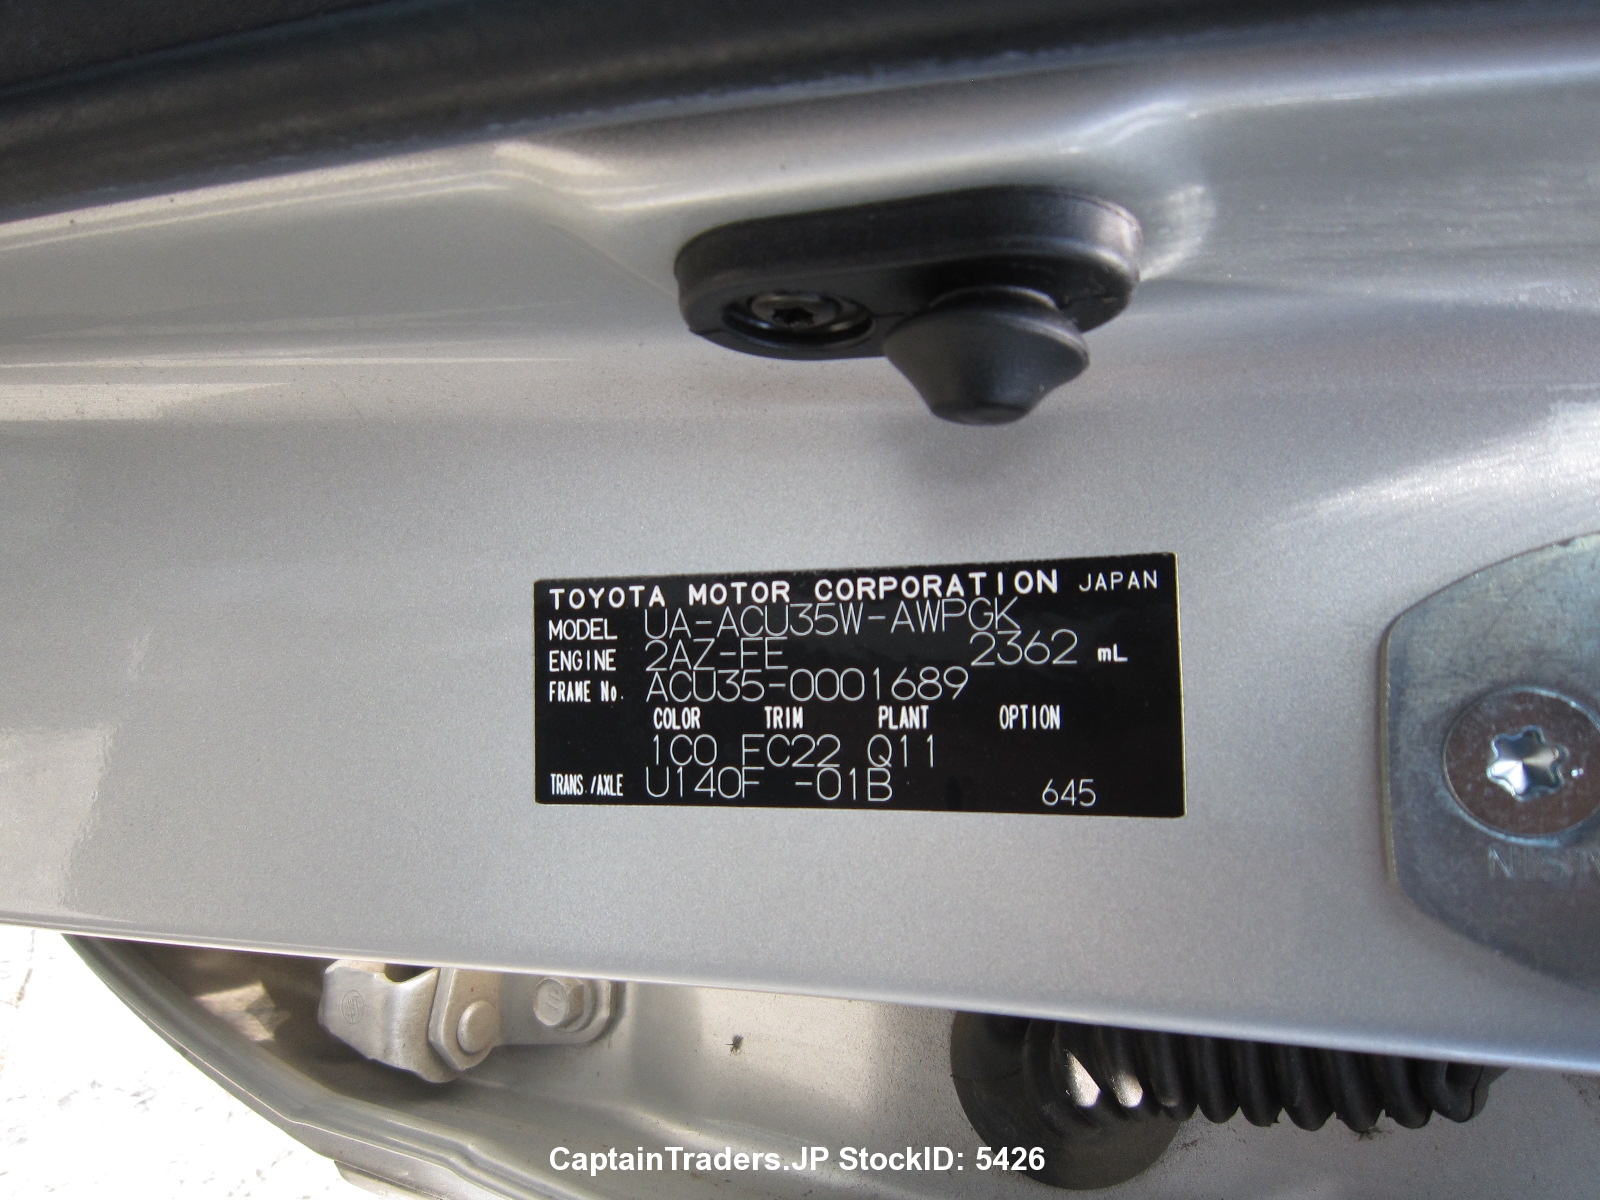 TOYOTA MOTOR CORPORATION JAPAN
MODEL UA-ACU35W-AWPGK
ENGINE 2AZ-FE 2362 mL
FRAME No. ACU35-0001689
COLOR TRIM PLANT OPTION
1C0 FC22 Q11
TRANS./AXLE U140F -01B 645
CaptainTraders.JP StockID: 5426